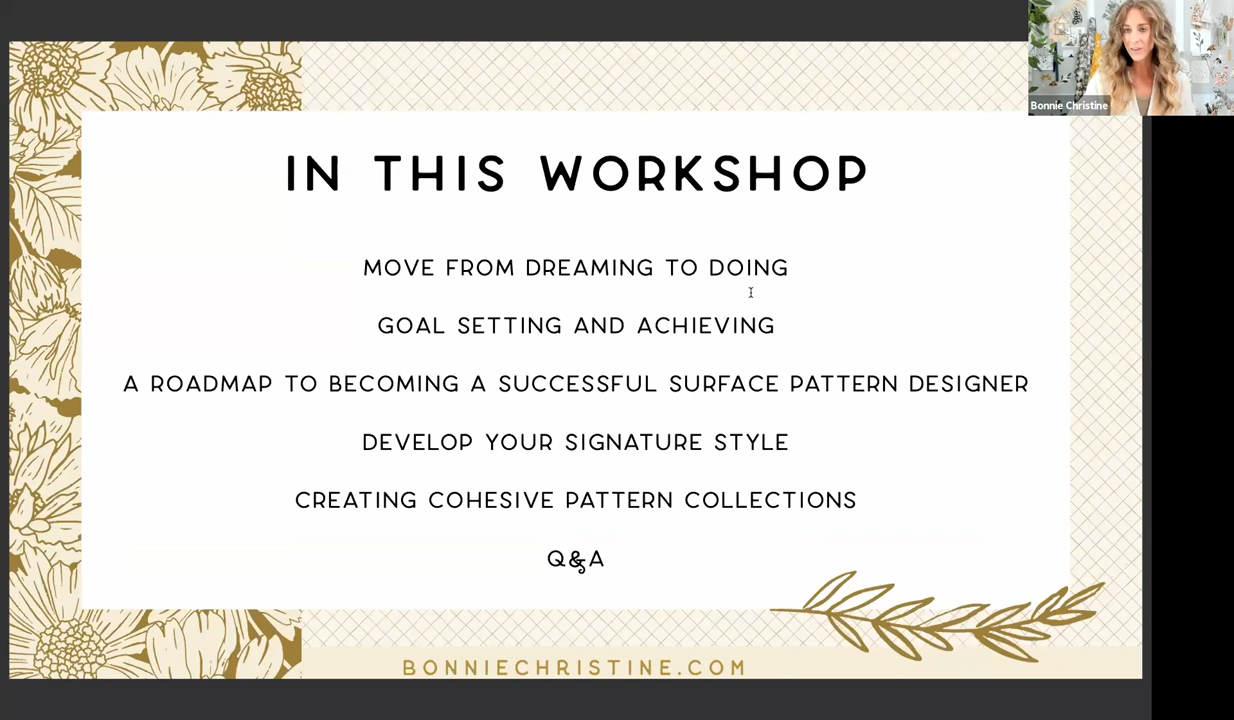 Bonnie Christine
IN THIS WORKSHOP
MOVE FROM DREAMING TO DOING
GOAL SETTING AND ACHIEVING
A ROADMAP TO BECOMING A SUCCESSFUL SURFACE PATTERN DESIGNER
DEVELOP YOUR SIGNATURE STYLE
CREATING COHESIVE PATTERN COLLECTIONS
Q&A
BONNIECHRISTINE.COM